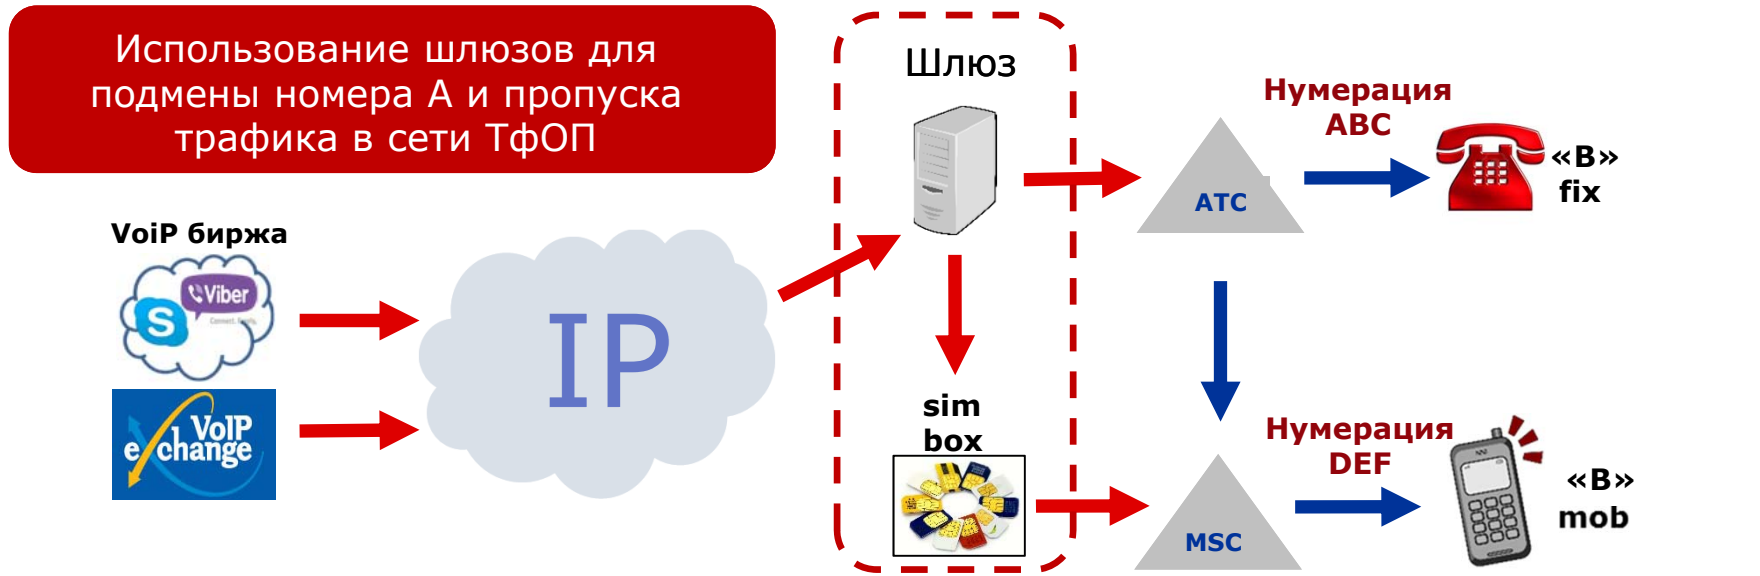 Использование шлюзов для
подмены номера А и пропуска
трафика в сети ТфОП
VoiP биржа
Viber
S
VoIP
exchange
IP
Шлюз
sim
box
АТС
MSC
Нумерация
ABC
«B»
fix
Нумерация
DEF
«B»
mob